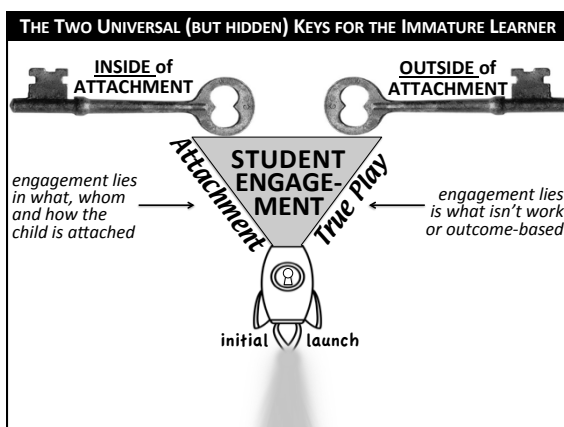 THE TWO UNIVERSAL (BUT HIDDEN) KEYS FOR THE IMMATURE LEARNER
INSIDE of
ATTACHMENT
OUTSIDE of
ATTACHMENT
STUDENT
ENGAGE-
MENT
Attachment
True Play
engagement lies
in what, whom
and how the
child is attached
engagement lies
is what isn't work
or outcome-based
initial launch